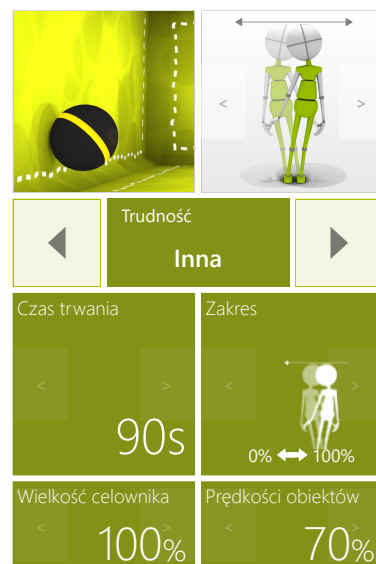 < >
Trudność
Inna
Czas trwania
< >
90s
Zakres
< >
0% 100%
Wielkość celownika
< >
100%
Prędkości obiektów
< >
70%